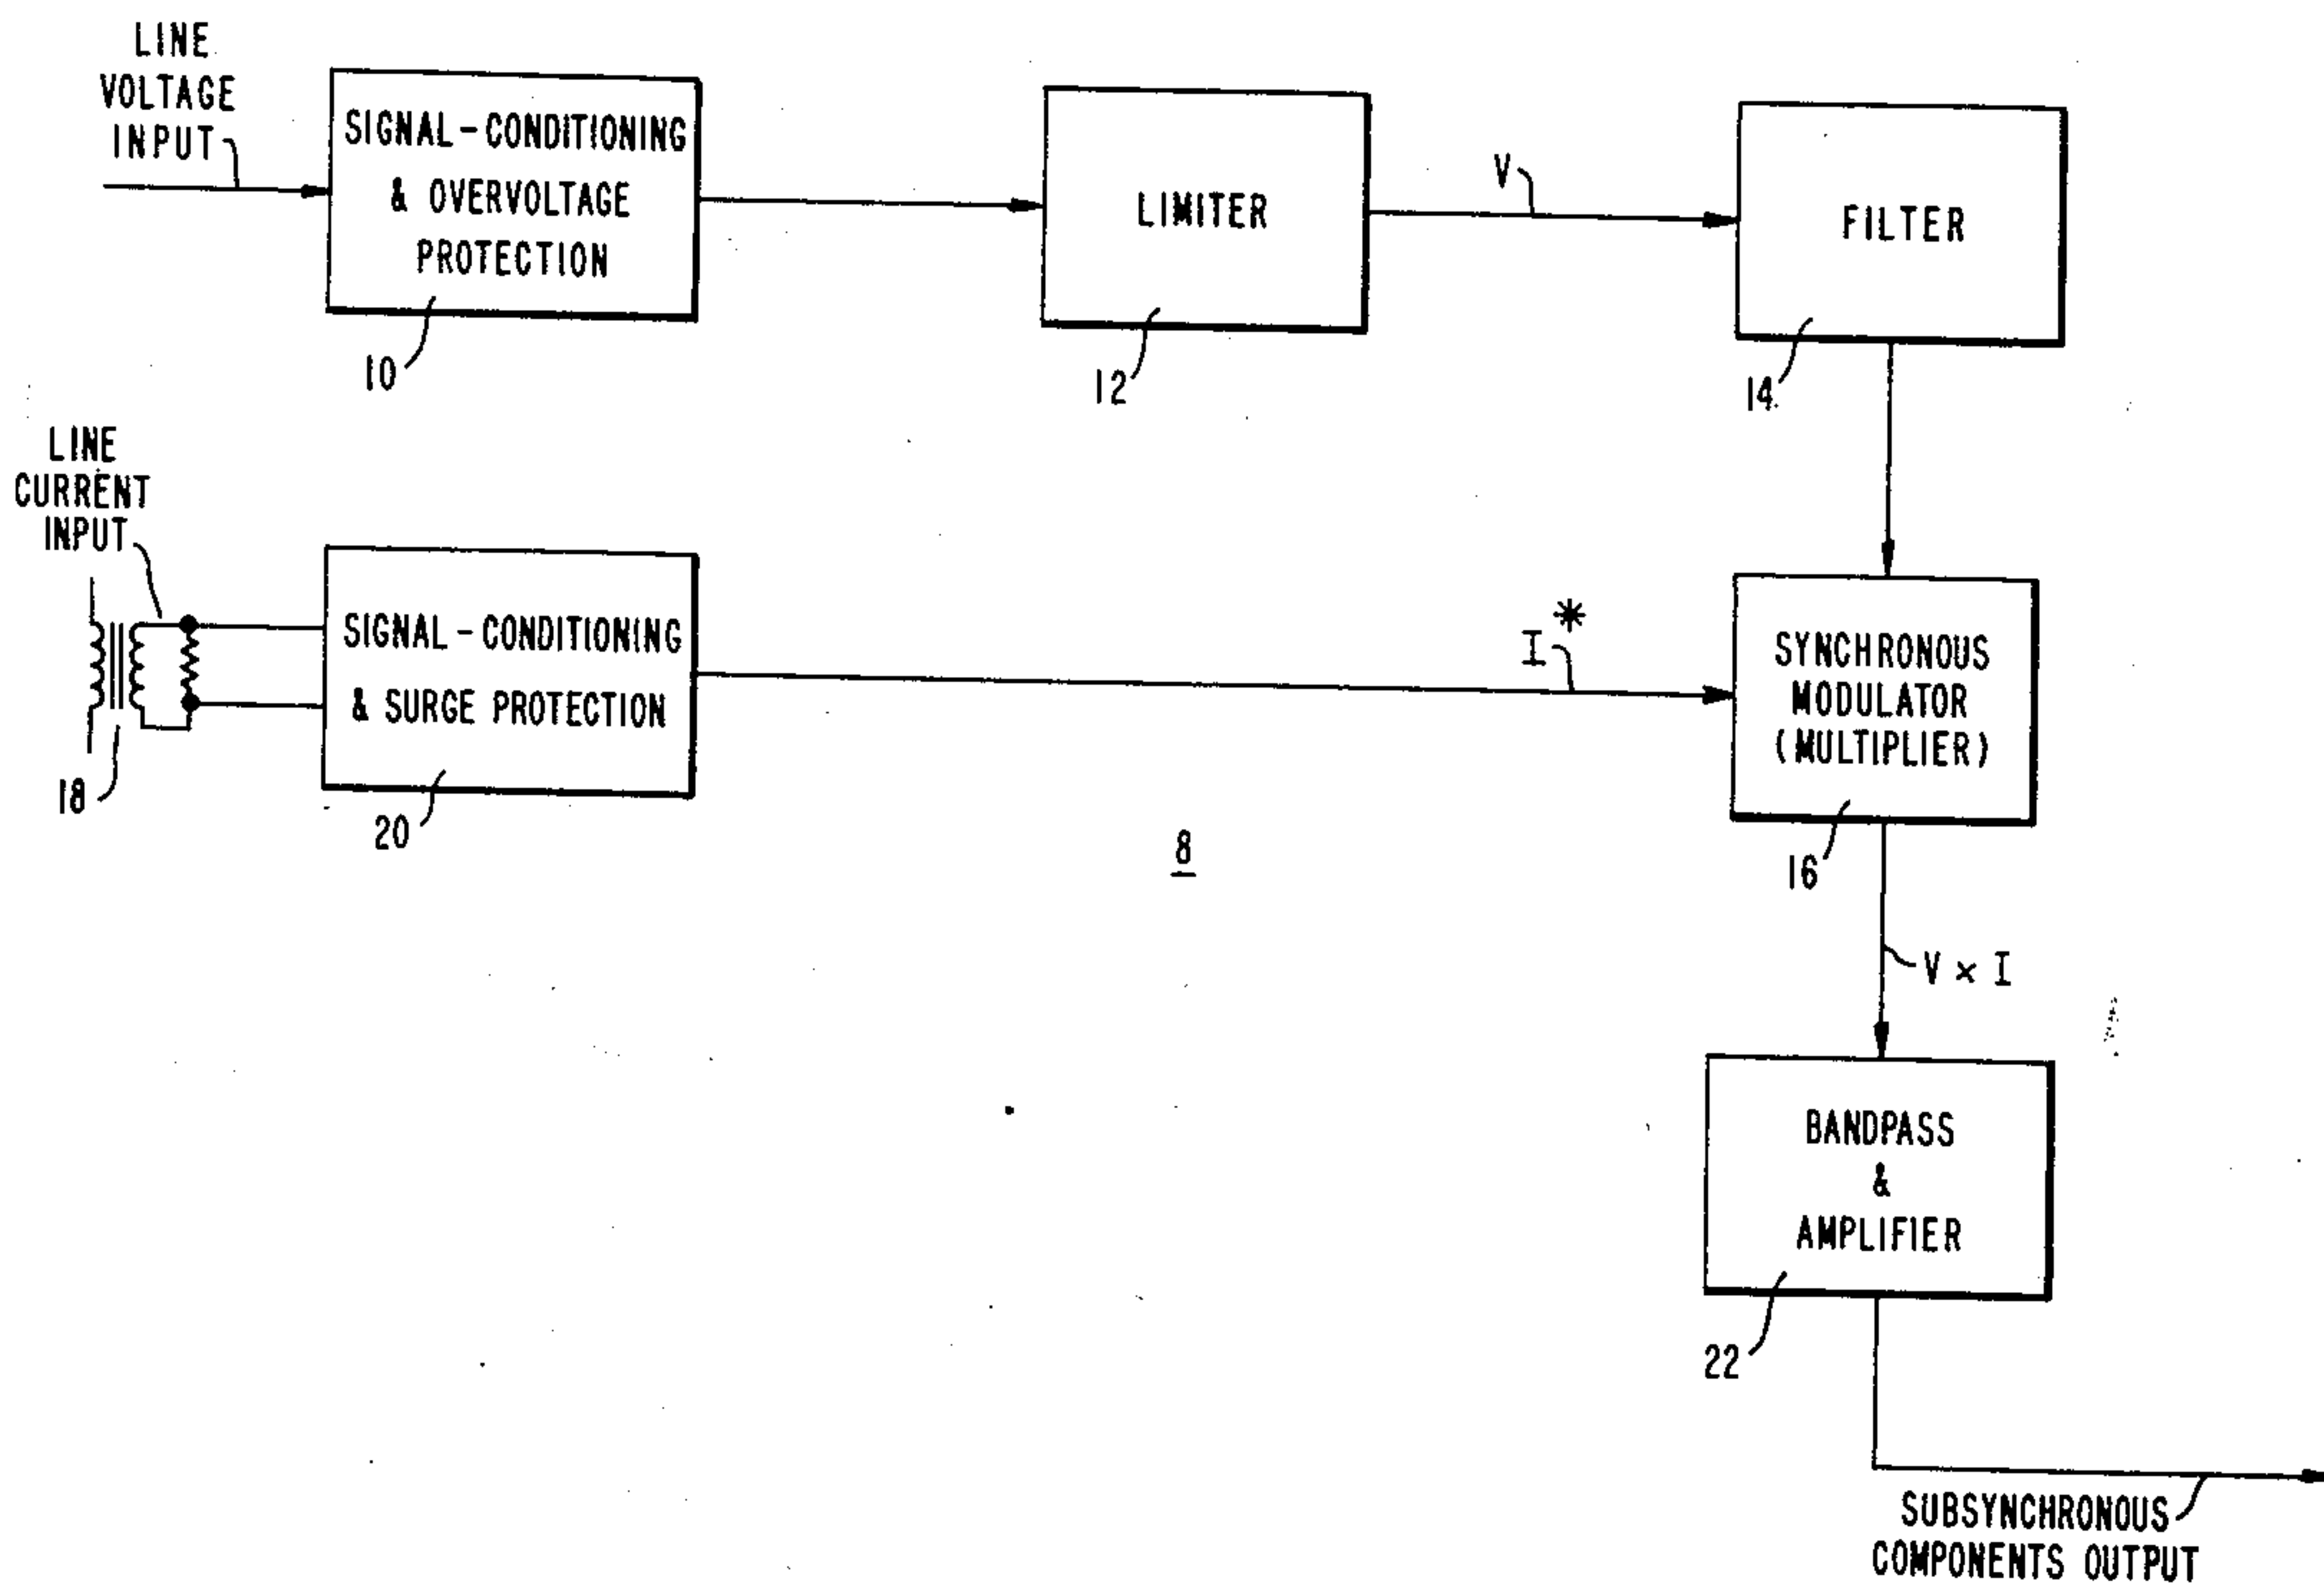 LINE
VOLTAGE
INPUT
SIGNAL-CONDITIONING
& OVERVOLTAGE
PROTECTION
10
LIMITER
12
V
FILTER
14
LINE
CURRENT
INPUT
18
SIGNAL-CONDITIONING
& SURGE PROTECTION
20
I*
SYNCHRONOUS
MODULATOR
(MULTIPLIER)
16
8
V × I
BANDPASS
&
AMPLIFIER
22
SUBSYNCHRONOUS
COMPONENTS OUTPUT